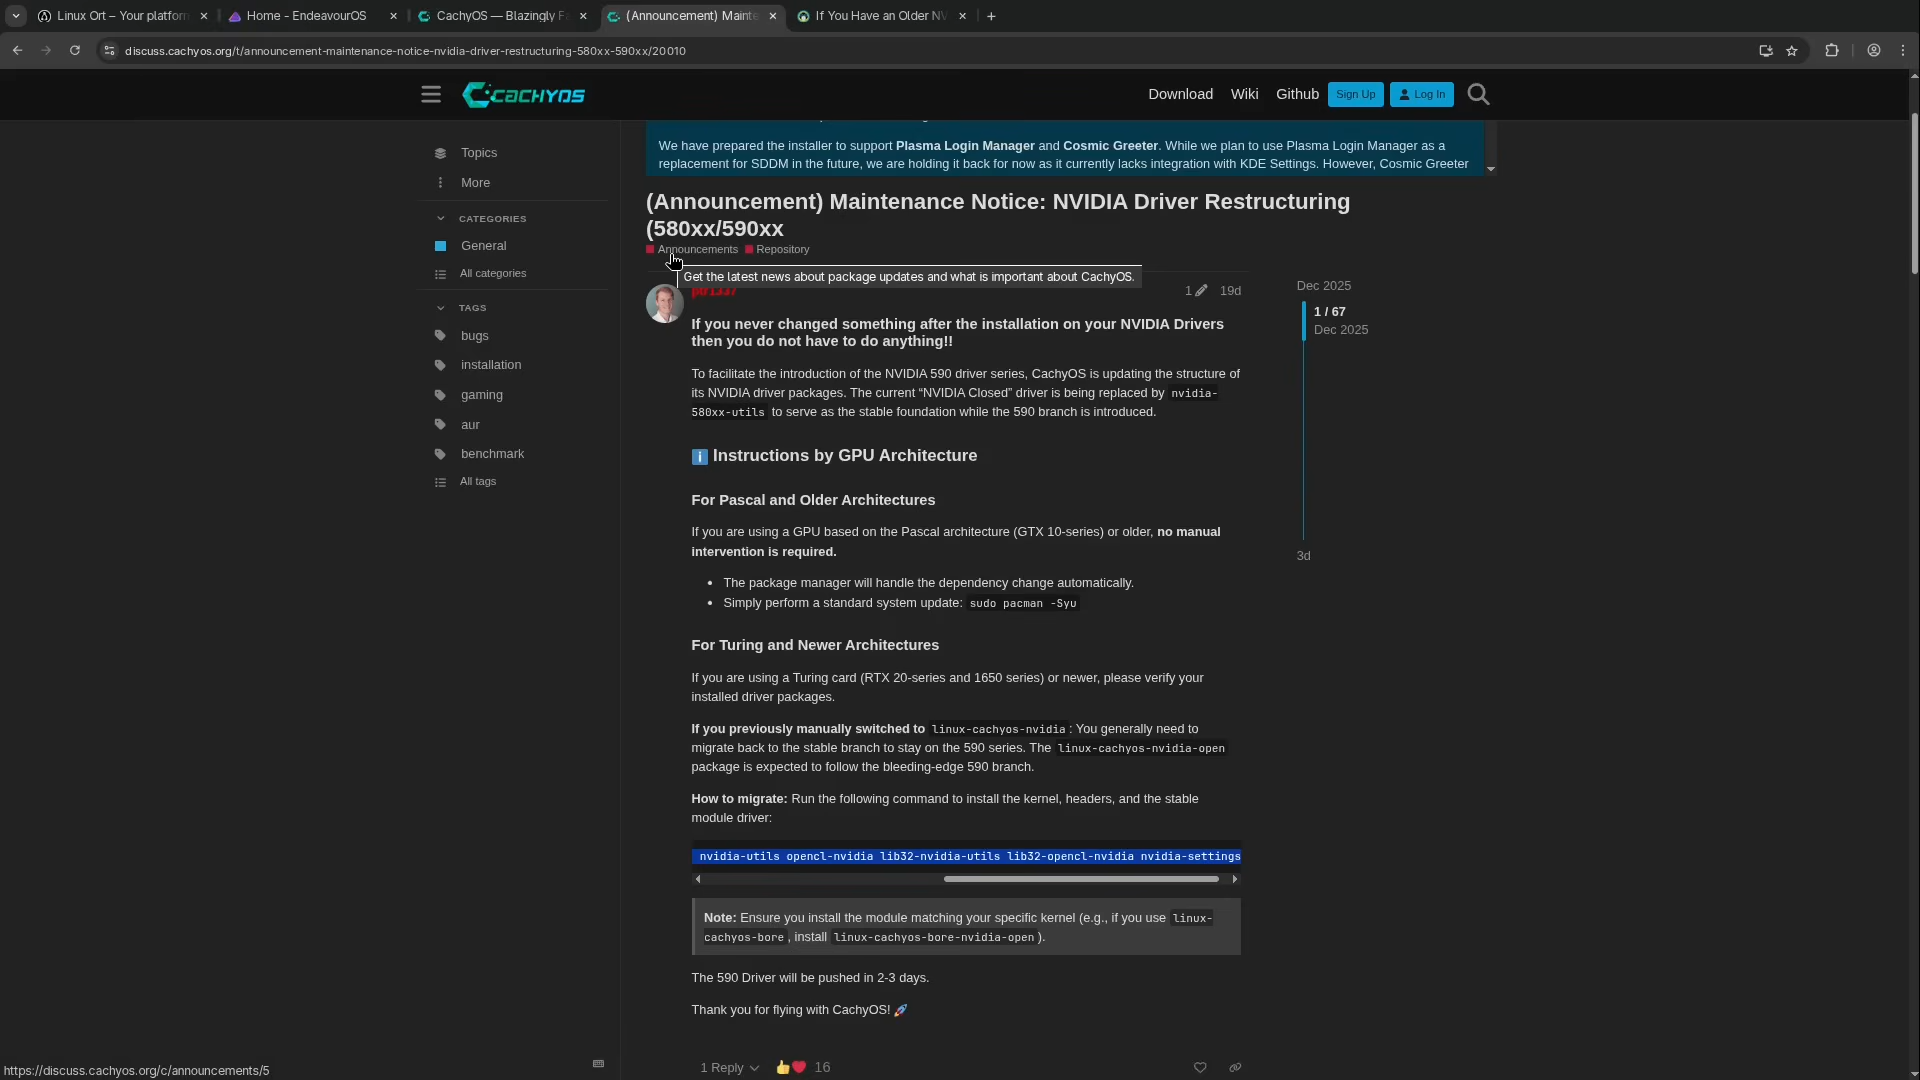 Linux Ort – Your platforn
Home - EndeavourOS
CachyOS — Blazingly Fa
(Announcement) Mainte
If You Have an Older NV
discuss.cachyos.org/t/announcement-maintenance-notice-nvidia-driver-restructuring-580xx-590xx/20010
CACHYOS
Download
Wiki
Github
Sign Up
Log In
Topics
More
CATEGORIES
General
All categories
TAGS
bugs
installation
gaming
aur
benchmark
All tags
We have prepared the installer to support Plasma Login Manager and Cosmic Greeter. While we plan to use Plasma Login Manager as a
replacement for SDDM in the future, we are holding it back for now as it currently lacks integration with KDE Settings. However, Cosmic Greeter
(Announcement) Maintenance Notice: NVIDIA Driver Restructuring
(580xx/590xx
Announcements Repository
Get the latest news about package updates and what is important about CachyOS.
ptr1337
1
19d
If you never changed something after the installation on your NVIDIA Drivers
then you do not have to do anything!!
To facilitate the introduction of the NVIDIA 590 driver series, CachyOS is updating the structure of
its NVIDIA driver packages. The current “NVIDIA Closed” driver is being replaced by nvidia-
580xx-utils to serve as the stable foundation while the 590 branch is introduced.
i Instructions by GPU Architecture
For Pascal and Older Architectures
If you are using a GPU based on the Pascal architecture (GTX 10-series) or older, no manual
intervention is required.
• The package manager will handle the dependency change automatically.
• Simply perform a standard system update: sudo pacman -Syu
For Turing and Newer Architectures
If you are using a Turing card (RTX 20-series and 1650 series) or newer, please verify your
installed driver packages.
If you previously manually switched to linux-cachyos-nvidia : You generally need to
migrate back to the stable branch to stay on the 590 series. The linux-cachyos-nvidia-open
package is expected to follow the bleeding-edge 590 branch.
How to migrate: Run the following command to install the kernel, headers, and the stable
module driver:
nvidia-utils opencl-nvidia lib32-nvidia-utils lib32-opencl-nvidia nvidia-settings
Note: Ensure you install the module matching your specific kernel (e.g., if you use linux-
cachyos-bore , install linux-cachyos-bore-nvidia-open ).
The 590 Driver will be pushed in 2-3 days.
Thank you for flying with CachyOS! 🚀
1 Reply
👍❤️ 16
Dec 2025
1 / 67
Dec 2025
3d
https://discuss.cachyos.org/c/announcements/5